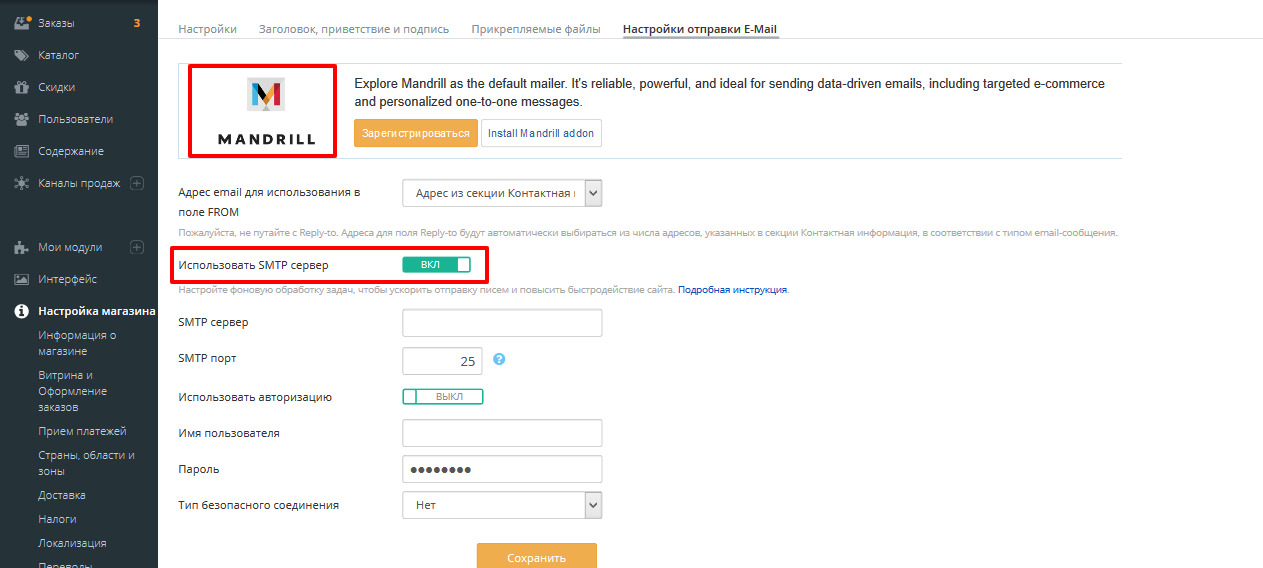 Заказы 3
Каталог
Скидки
Пользователи
Содержание
Каналы продаж
Мои модули
Интерфейс
Настройка магазина
Информация о
магазине
Витрина и
Оформление
заказов
Прием платежей
Страны, области и
зоны
Доставка
Налоги
Локализация
Переводы
Настройки Заголовок, приветствие и подпись Прикрепляемые файлы Настройки отправки E-Mail
MANDRILL
Explore Mandrill as the default mailer. It's reliable, powerful, and ideal for sending data-driven emails, including targeted e-commerce
and personalized one-to-one messages.
Зарегистрироваться Install Mandrill addon
Адрес email для использования в
поле FROM
Адрес из секции Контактная
Пожалуйста, не путайте с Reply-to. Адреса для поля Reply-to будут автоматически выбираться из числа адресов, указанных в секции Контактная информация, в соответствии с типом email-сообщения.
Использовать SMTP сервер ВКЛ
Настройте фоновую обработку задач, чтобы ускорить отправку писем и повысить быстродействие сайта. Подробная инструкция.
SMTP сервер
SMTP порт 25 ?
Использовать авторизацию ВЫКЛ
Имя пользователя
Пароль ●●●●●●●●
Тип безопасного соединения Нет
Сохранить